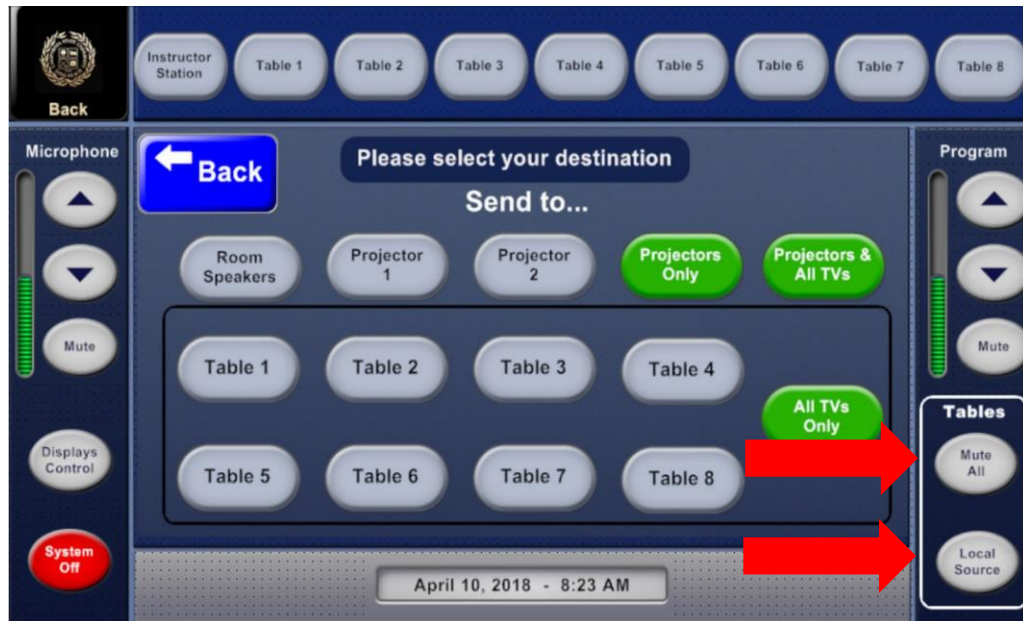 Back
Instructor
Station
Table 1
Table 2
Table 3
Table 4
Table 5
Table 6
Table 7
Table 8
Microphone
Mute
Displays
Control
System
Off
Back
Please select your destination
Send to...
Room
Speakers
Projector
1
Projector
2
Projectors
Only
Projectors &
All TVs
Table 1
Table 2
Table 3
Table 4
All TVs
Only
Table 5
Table 6
Table 7
Table 8
April 10, 2018 - 8:23 AM
Program
Mute
Tables
Mute
All
Local
Source